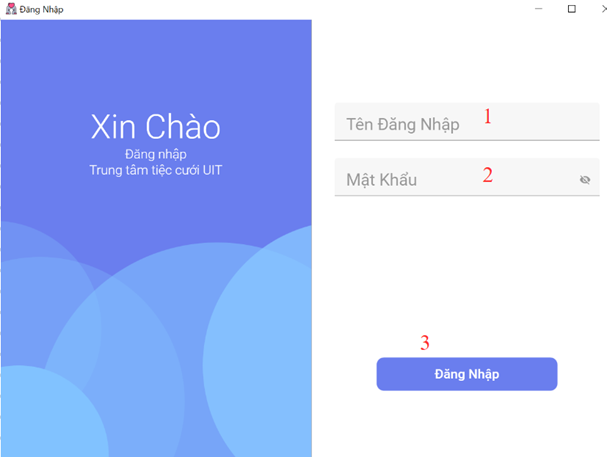 Đăng Nhập
Xin Chào
Đăng nhập
Trung tâm tiệc cưới UIT
Tên Đăng Nhập 1
Mật Khẩu 2
3
Đăng Nhập